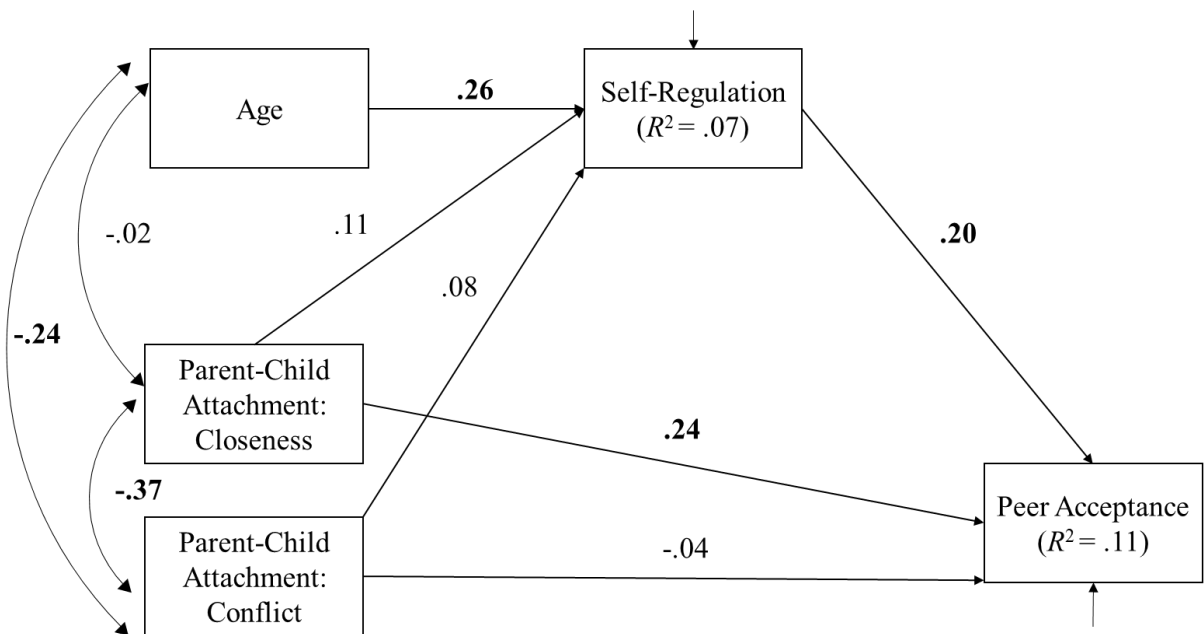 Age
.26
Self-Regulation
(R² = .07)
-.02
.11
.20
.08
-.24
Parent-Child
Attachment:
Closeness
.24
-.37
Peer Acceptance
(R² = .11)
Parent-Child
Attachment:
Conflict
-.04